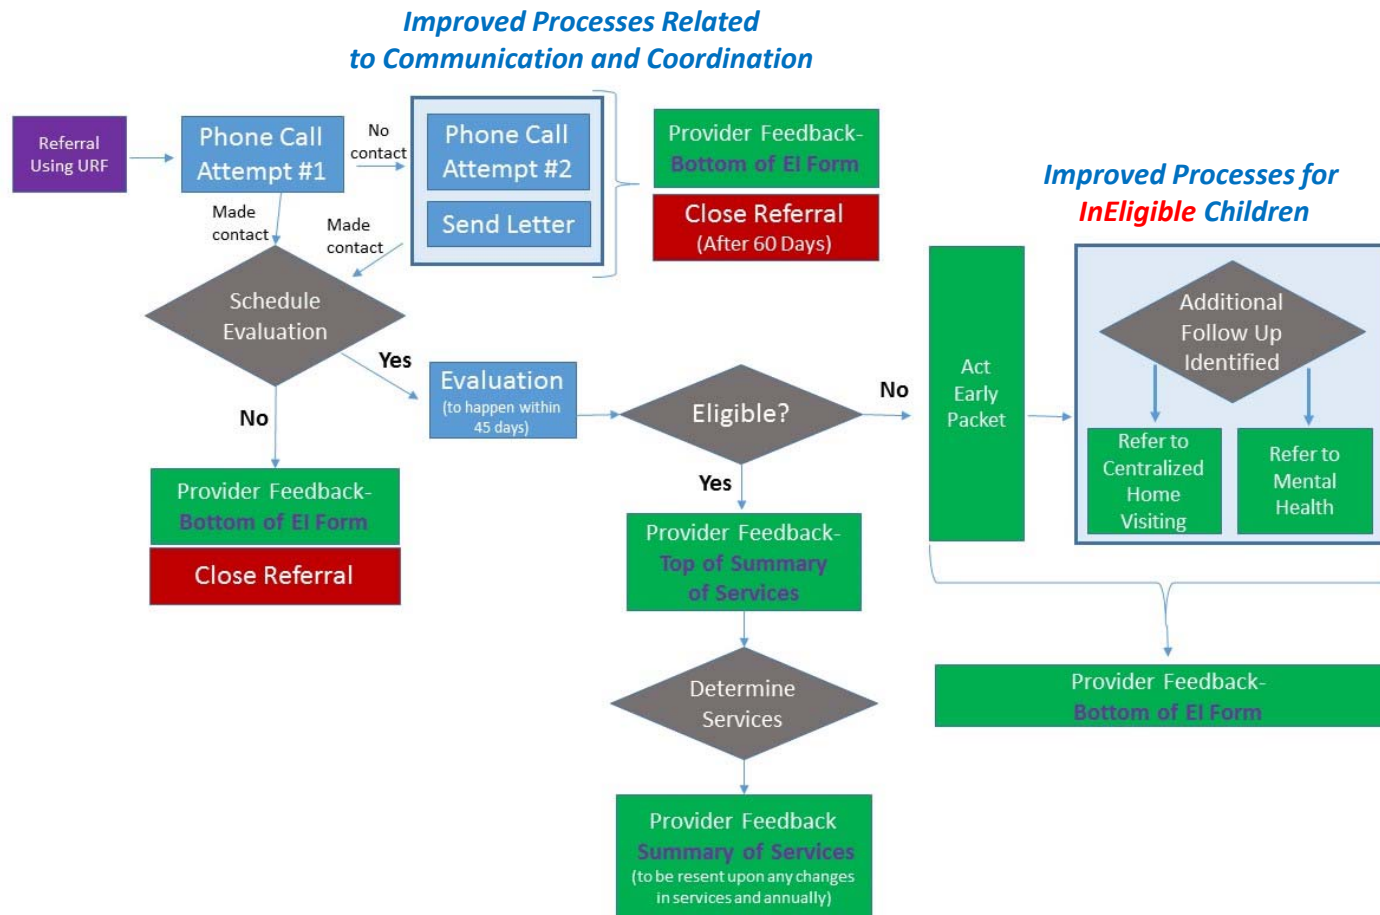 Improved Processes Related
to Communication and Coordination
Referral
Using URF
Phone Call
Attempt #1
No
contact
Phone Call
Attempt #2
Send Letter
Provider Feedback-
Bottom of EI Form
Close Referral
(After 60 Days)
Made
contact
Made
contact
Schedule
Evaluation
Yes
No
Provider Feedback-
Bottom of EI Form
Close Referral
Evaluation
(to happen within
45 days)
Eligible?
No
Yes
Provider Feedback-
Top of Summary
of Services
Determine
Services
Provider Feedback
Summary of Services
(to be resent upon any changes
in services and annually)
Improved Processes for
InEligible Children
Act
Early
Packet
Additional
Follow Up
Identified
Refer to
Centralized
Home
Visiting
Refer to
Mental
Health
Provider Feedback-
Bottom of EI Form